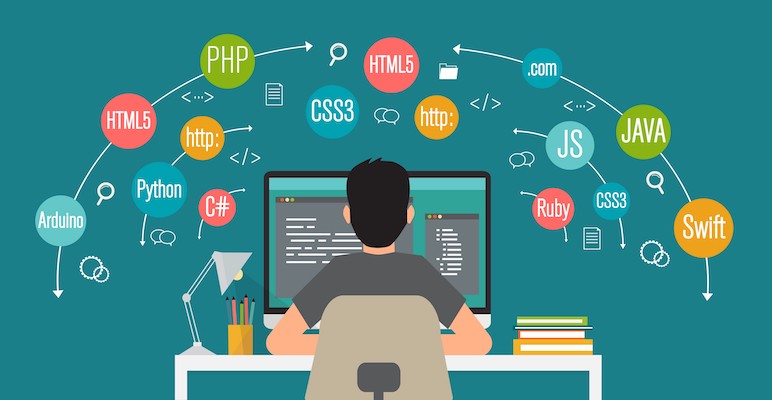 PHP
HTML5
.com
HTML5
CSS3
http:
http:
JS
JAVA
</>
</>
<··>
<··>
Python
C#
Ruby
CSS3
Arduino
Swift